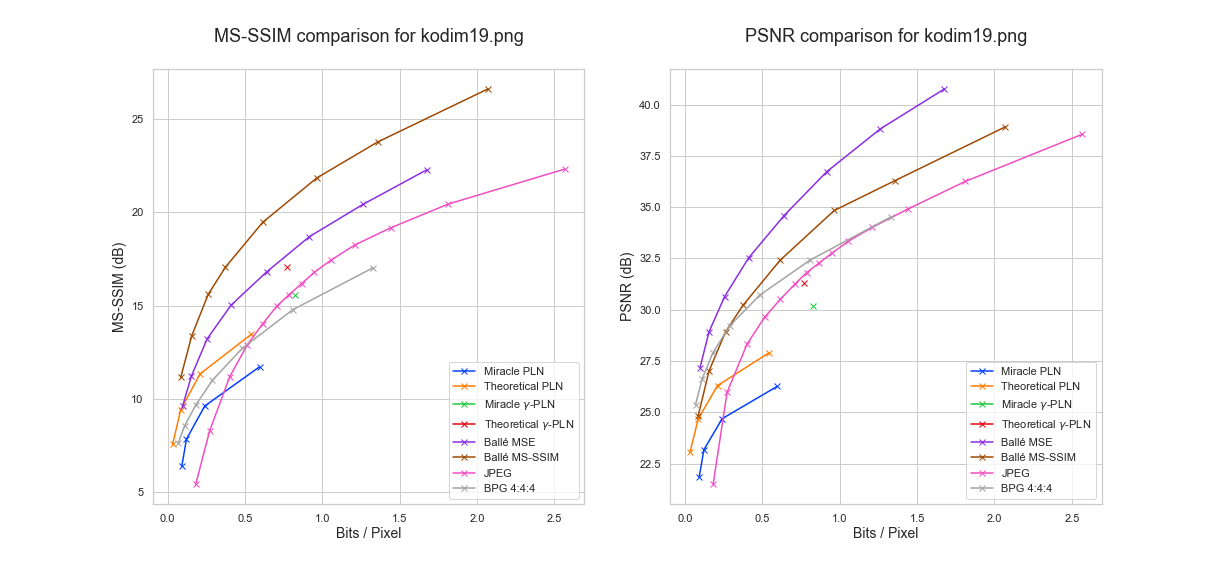 MS-SSIM comparison for kodim19.png
MS-SSIM (dB)
25
20
15
10
5
0.0 0.5 1.0 1.5 2.0 2.5
Bits / Pixel
Miracle PLN
Theoretical PLN
Miracle γ-PLN
Theoretical γ-PLN
Ballé MSE
Ballé MS-SSIM
JPEG
BPG 4:4:4
PSNR comparison for kodim19.png
PSNR (dB)
40.0
37.5
35.0
32.5
30.0
27.5
25.0
22.5
0.0 0.5 1.0 1.5 2.0 2.5
Bits / Pixel
Miracle PLN
Theoretical PLN
Miracle γ-PLN
Theoretical γ-PLN
Ballé MSE
Ballé MS-SSIM
JPEG
BPG 4:4:4